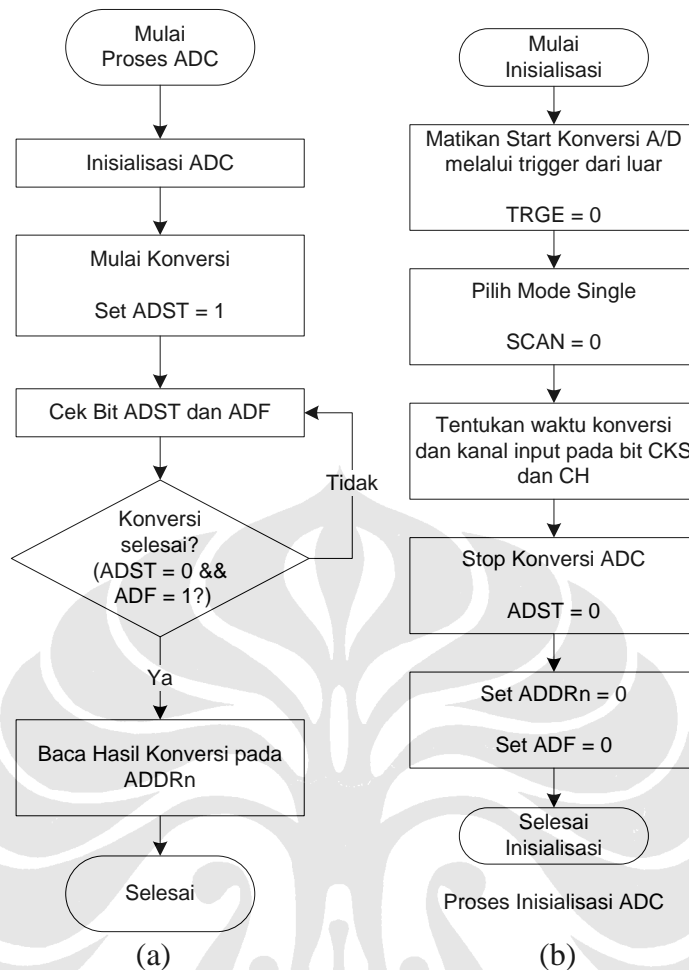 Mulai
Proses ADC
Inisialisasi ADC
Mulai Konversi
Set ADST = 1
Cek Bit ADST dan ADF
Tidak
Konversi
selesai?
(ADST = 0 &&
ADF = 1?)
Ya
Baca Hasil Konversi pada
ADDRn
Selesai
(a)
Mulai
Inisialisasi
Matikan Start Konversi A/D
melalui trigger dari luar
TRGE = 0
Pilih Mode Single
SCAN = 0
Tentukan waktu konversi
dan kanal input pada bit CKS
dan CH
Stop Konversi ADC
ADST = 0
Set ADDRn = 0
Set ADF = 0
Selesai
Inisialisasi
Proses Inisialisasi ADC
(b)